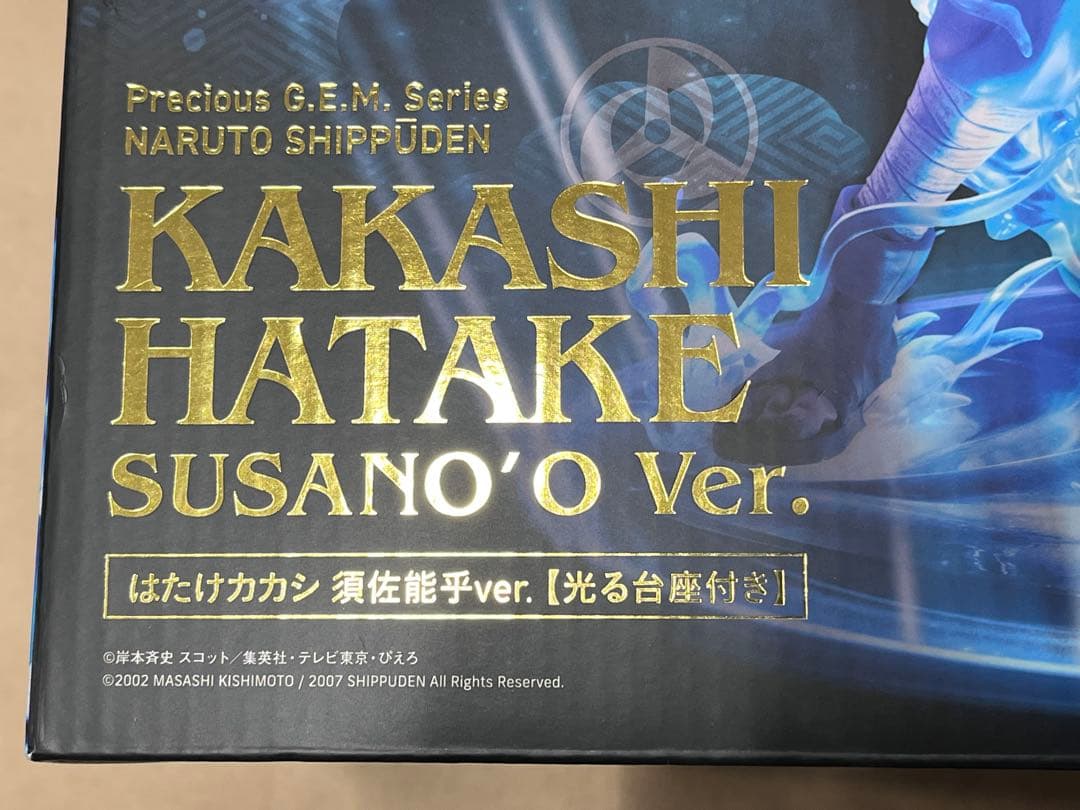 Precious G.E.M. Series
NARUTO SHIPPŪDEN
KAKASHI
HATAKE
SUSANO'O Ver.
はたけカカシ 須佐能乎ver.【光る台座付き】
©岸本斉史 スコット／集英社・テレビ東京・ぴえろ
©2002 MASASHI KISHIMOTO / 2007 SHIPPUDEN All Rights Reserved.